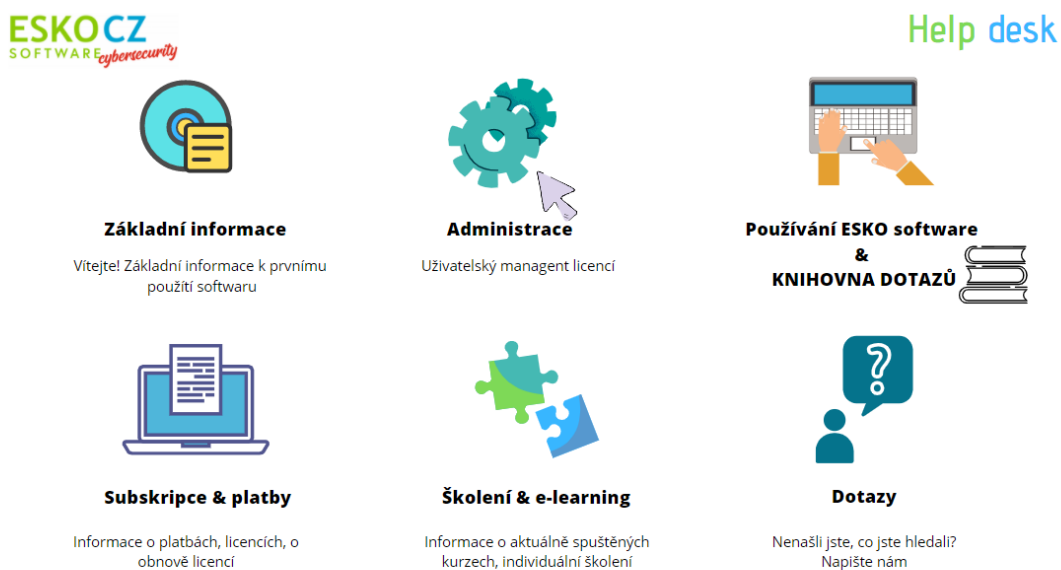 ESKO CZ
SOFTWARE cybersecurity
Help desk
Základní informace
Vítejte! Základní informace k prvnímu
použítí softwaru
Administrace
Uživatelský managent licencí
Používání ESKO software
&
KNIHOVNA DOTAZŮ
?
Subskripce & platby
Informace o platbách, licencích, o
obnově licencí
Školení & e-learning
Informace o aktuálně spuštěných
kurzech, individuální školení
Dotazy
Nenašli jste, co jste hledali?
Napište nám